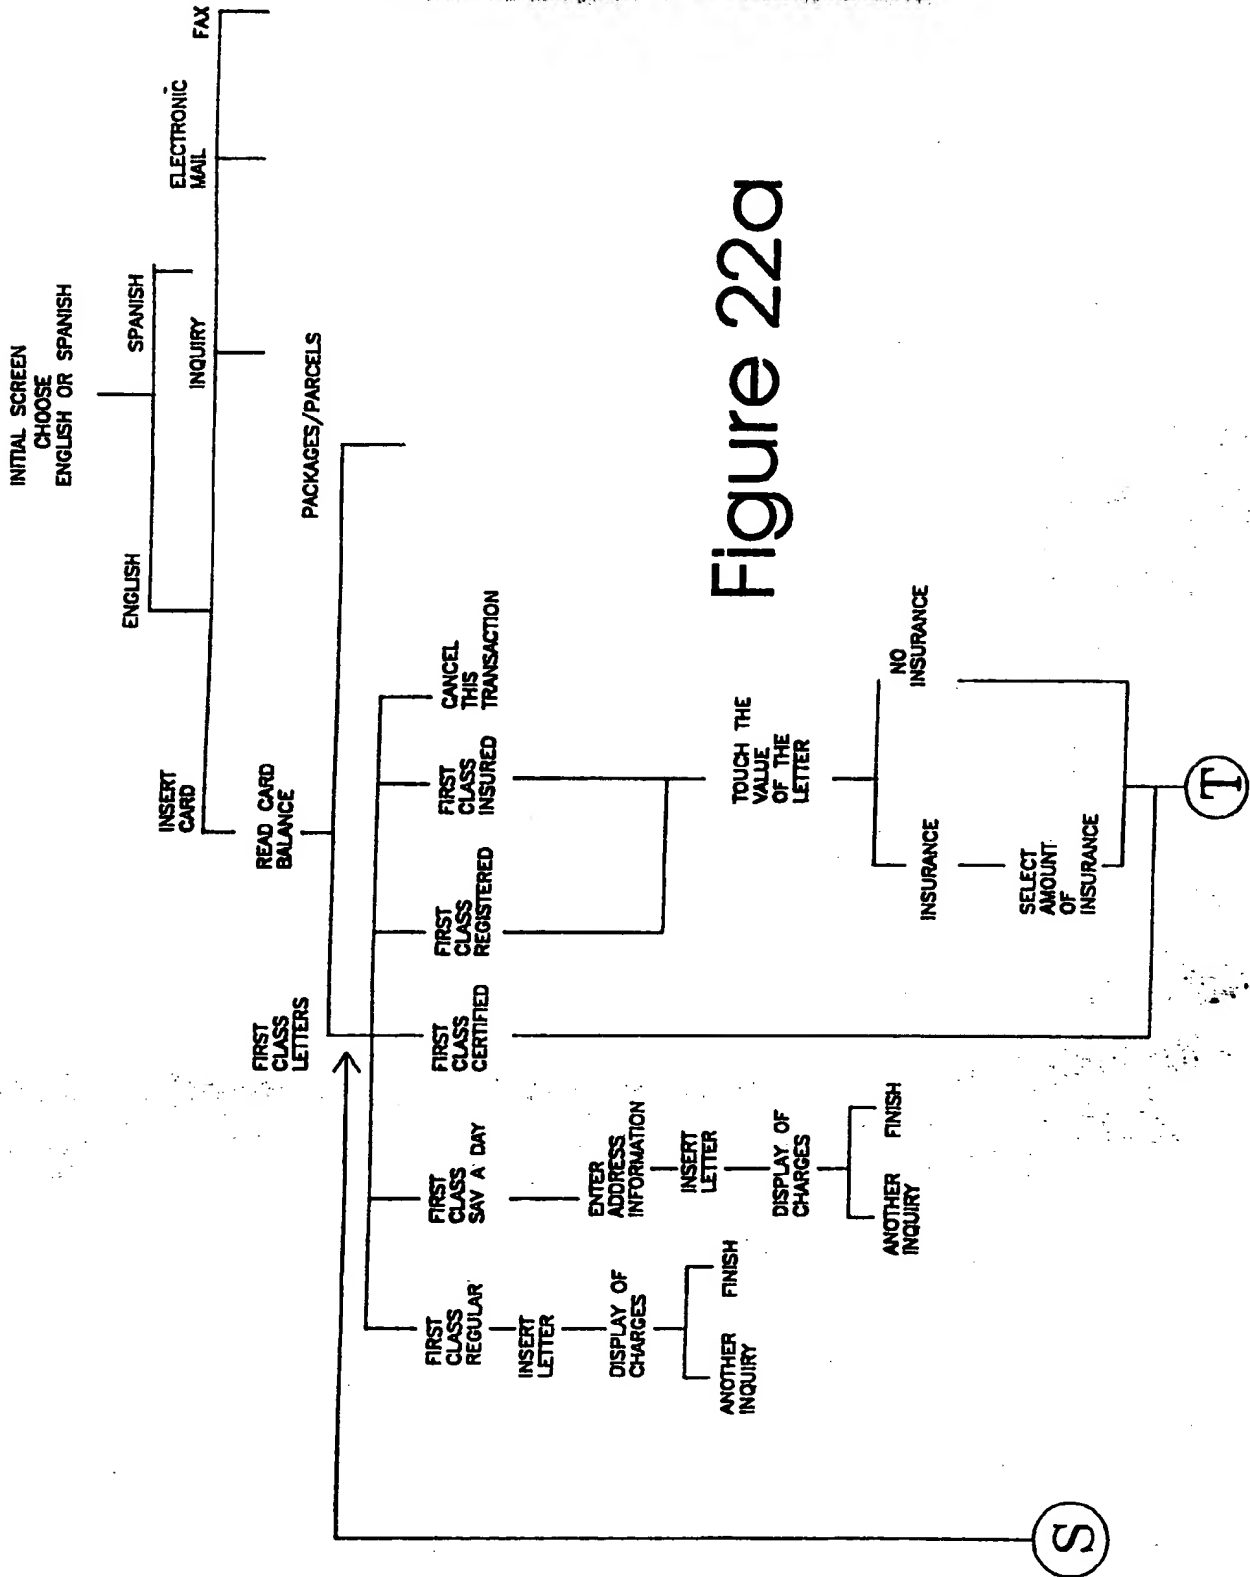 INITIAL SCREEN
CHOOSE
ENGLISH OR SPANISH
ENGLISH
SPANISH
INSERT
CARD
INQUIRY
ELECTRONIC
MAIL
FAX
READ CARD
BALANCE
FIRST
CLASS
LETTERS
PACKAGES/PARCELS
FIRST
CLASS
REGULAR
FIRST
CLASS
SAV A DAY
FIRST
CLASS
CERTIFIED
FIRST
CLASS
REGISTERED
FIRST
CLASS
INSURED
CANCEL
THIS
TRANSACTION
INSERT
LETTER
DISPLAY OF
CHARGES
ANOTHER
INQUIRY
FINISH
ENTER
ADDRESS
INFORMATION
INSERT
LETTER
DISPLAY OF
CHARGES
ANOTHER
INQUIRY
FINISH
TOUCH THE
VALUE
OF THE
LETTER
INSURANCE
NO
INSURANCE
SELECT
AMOUNT
OF
INSURANCE
S
T
Figure 22a